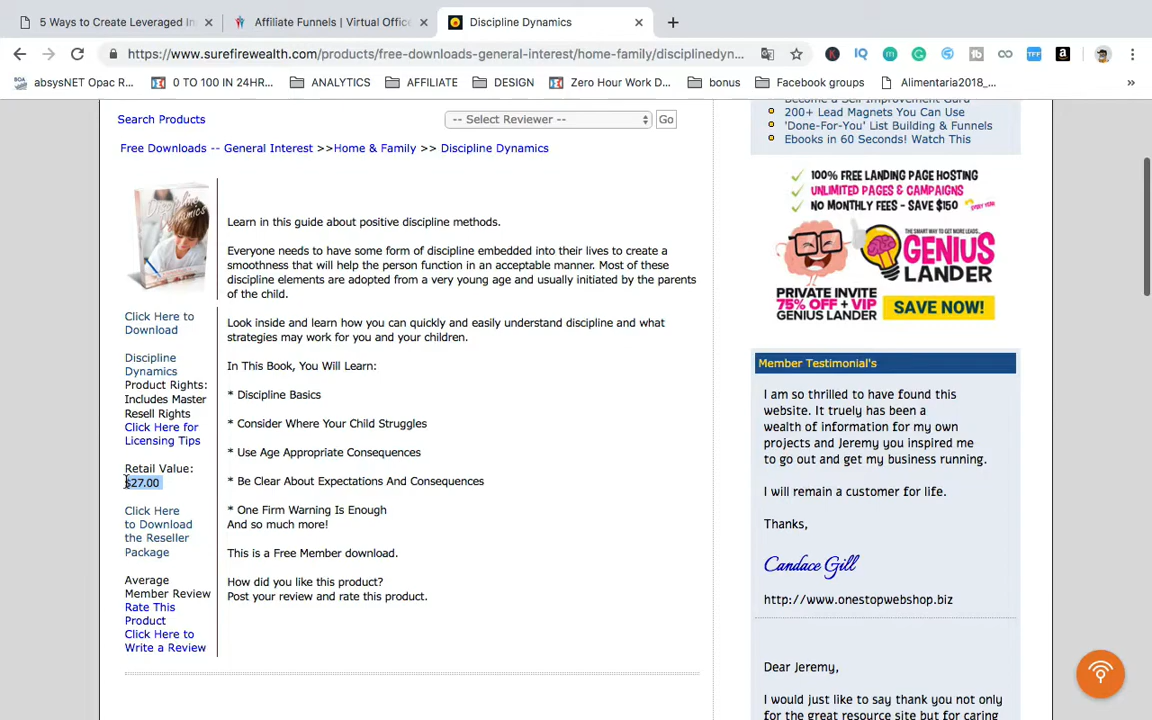 5 Ways to Create Leveraged In
Affiliate Funnels | Virtual Offic
Discipline Dynamics
https://www.surefirewealth.com/products/free-downloads-general-interest/home-family/disciplinedyn...
absysNET Opac R...
0 TO 100 IN 24HR...
ANALYTICS
AFFILIATE
DESIGN
Zero Hour Work D...
bonus
Facebook groups
Alimentaria2018_...
»
Search Products
-- Select Reviewer --
Go
Free Downloads -- General Interest >>Home & Family >> Discipline Dynamics
Discipline
Dynamics
Click Here to
Download
Discipline
Dynamics
Product Rights:
Includes Master
Resell Rights
Click Here for
Licensing Tips
Retail Value:
$27.00
Click Here
to Download
the Reseller
Package
Average
Member Review
Rate This
Product
Click Here to
Write a Review
Learn in this guide about positive discipline methods.
Everyone needs to have some form of discipline embedded into their lives to create a
smoothness that will help the person function in an acceptable manner. Most of these
discipline elements are adopted from a very young age and usually initiated by the parents
of the child.
Look inside and learn how you can quickly and easily understand discipline and what
strategies may work for you and your children.
In This Book, You Will Learn:
* Discipline Basics
* Consider Where Your Child Struggles
* Use Age Appropriate Consequences
* Be Clear About Expectations And Consequences
* One Firm Warning Is Enough
And so much more!
This is a Free Member download.
How did you like this product?
Post your review and rate this product.
Become a Self Improvement Guru
200+ Lead Magnets You Can Use
'Done-For-You' List Building & Funnels
Ebooks in 60 Seconds! Watch This
100% FREE LANDING PAGE HOSTING
UNLIMITED PAGES & CAMPAIGNS
NO MONTHLY FEES - SAVE $150
EVERY YEAR
THE SMART WAY TO GET MORE LEADS...
GENIUS
LANDER
PRIVATE INVITE
75% OFF + VIP
GENIUS LANDER
SAVE NOW!
Member Testimonial's
I am so thrilled to have found this
website. It truely has been a
wealth of information for my own
projects and Jeremy you inspired me
to go out and get my business running.
I will remain a customer for life.
Thanks,
Candace Gill
http://www.onestopwebshop.biz
Dear Jeremy,
I would just like to say thank you not only
for the great resource site but for caring